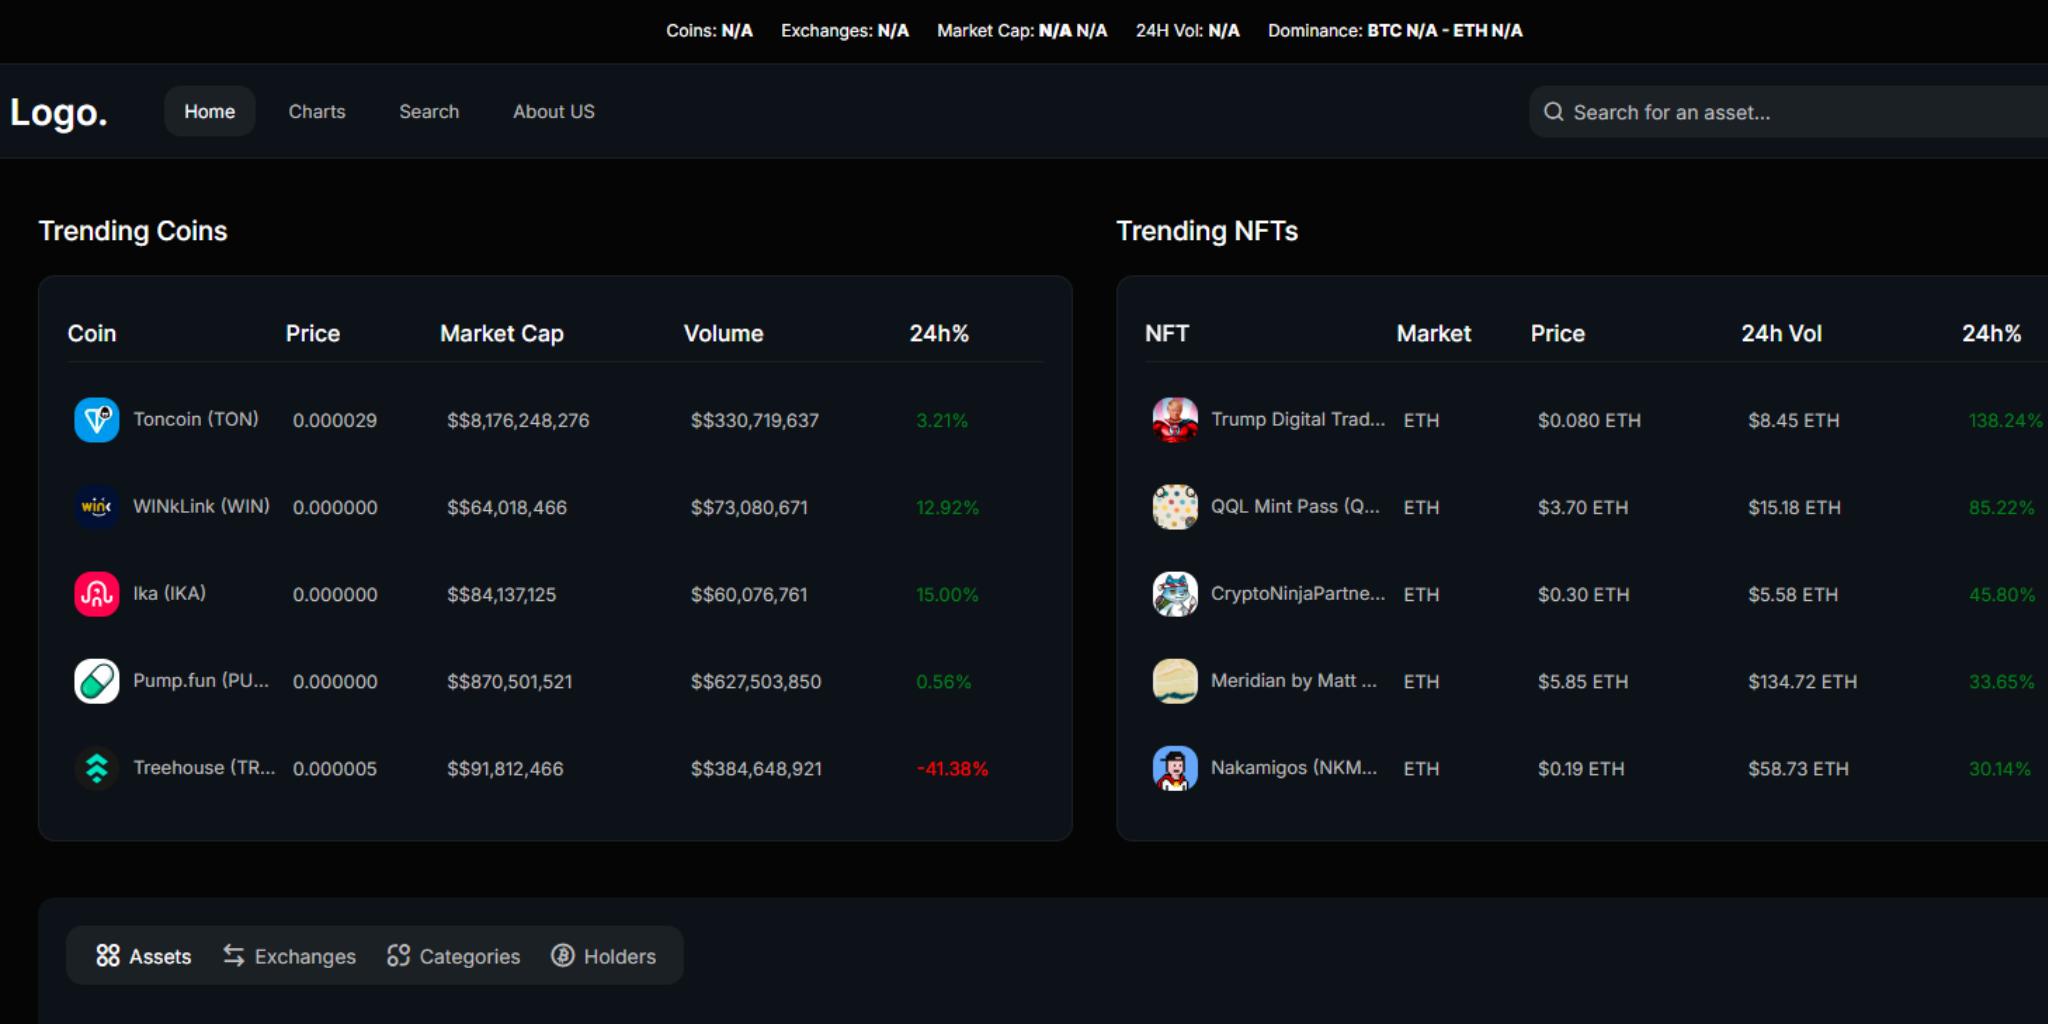 Coins: N/A Exchanges: N/A Market Cap: N/A N/A 24H Vol: N/A Dominance: BTC N/A - ETH N/A
Logo. Home Charts Search About US Search for an asset...
Trending Coins
Coin Price Market Cap Volume 24h%
Toncoin (TON) 0.000029 $$8,176,248,276 $$330,719,637 3.21%
WINkLink (WIN) 0.000000 $$64,018,466 $$73,080,671 12.92%
Ika (IKA) 0.000000 $$84,137,125 $$60,076,761 15.00%
Pump.fun (PU... 0.000000 $$870,501,521 $$627,503,850 0.56%
Treehouse (TR... 0.000005 $$91,812,466 $$384,648,921 -41.38%
Trending NFTs
NFT Market Price 24h Vol 24h%
Trump Digital Trad... ETH $0.080 ETH $8.45 ETH 138.24%
QQL Mint Pass (Q... ETH $3.70 ETH $15.18 ETH 85.22%
CryptoNinjaPartne... ETH $0.30 ETH $5.58 ETH 45.80%
Meridian by Matt ... ETH $5.85 ETH $134.72 ETH 33.65%
Nakamigos (NKM... ETH $0.19 ETH $58.73 ETH 30.14%
Assets Exchanges Categories Holders